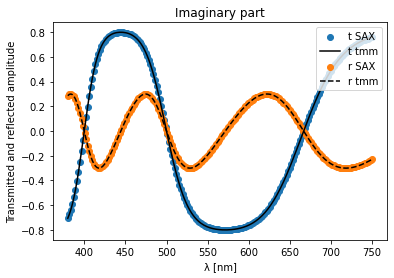 Imaginary part
Transmitted and reflected amplitude
0.8
0.6
0.4
0.2
0.0
−0.2
−0.4
−0.6
−0.8
t SAX
t tmm
r SAX
r tmm
400 450 500 550 600 650 700 750
λ [nm]